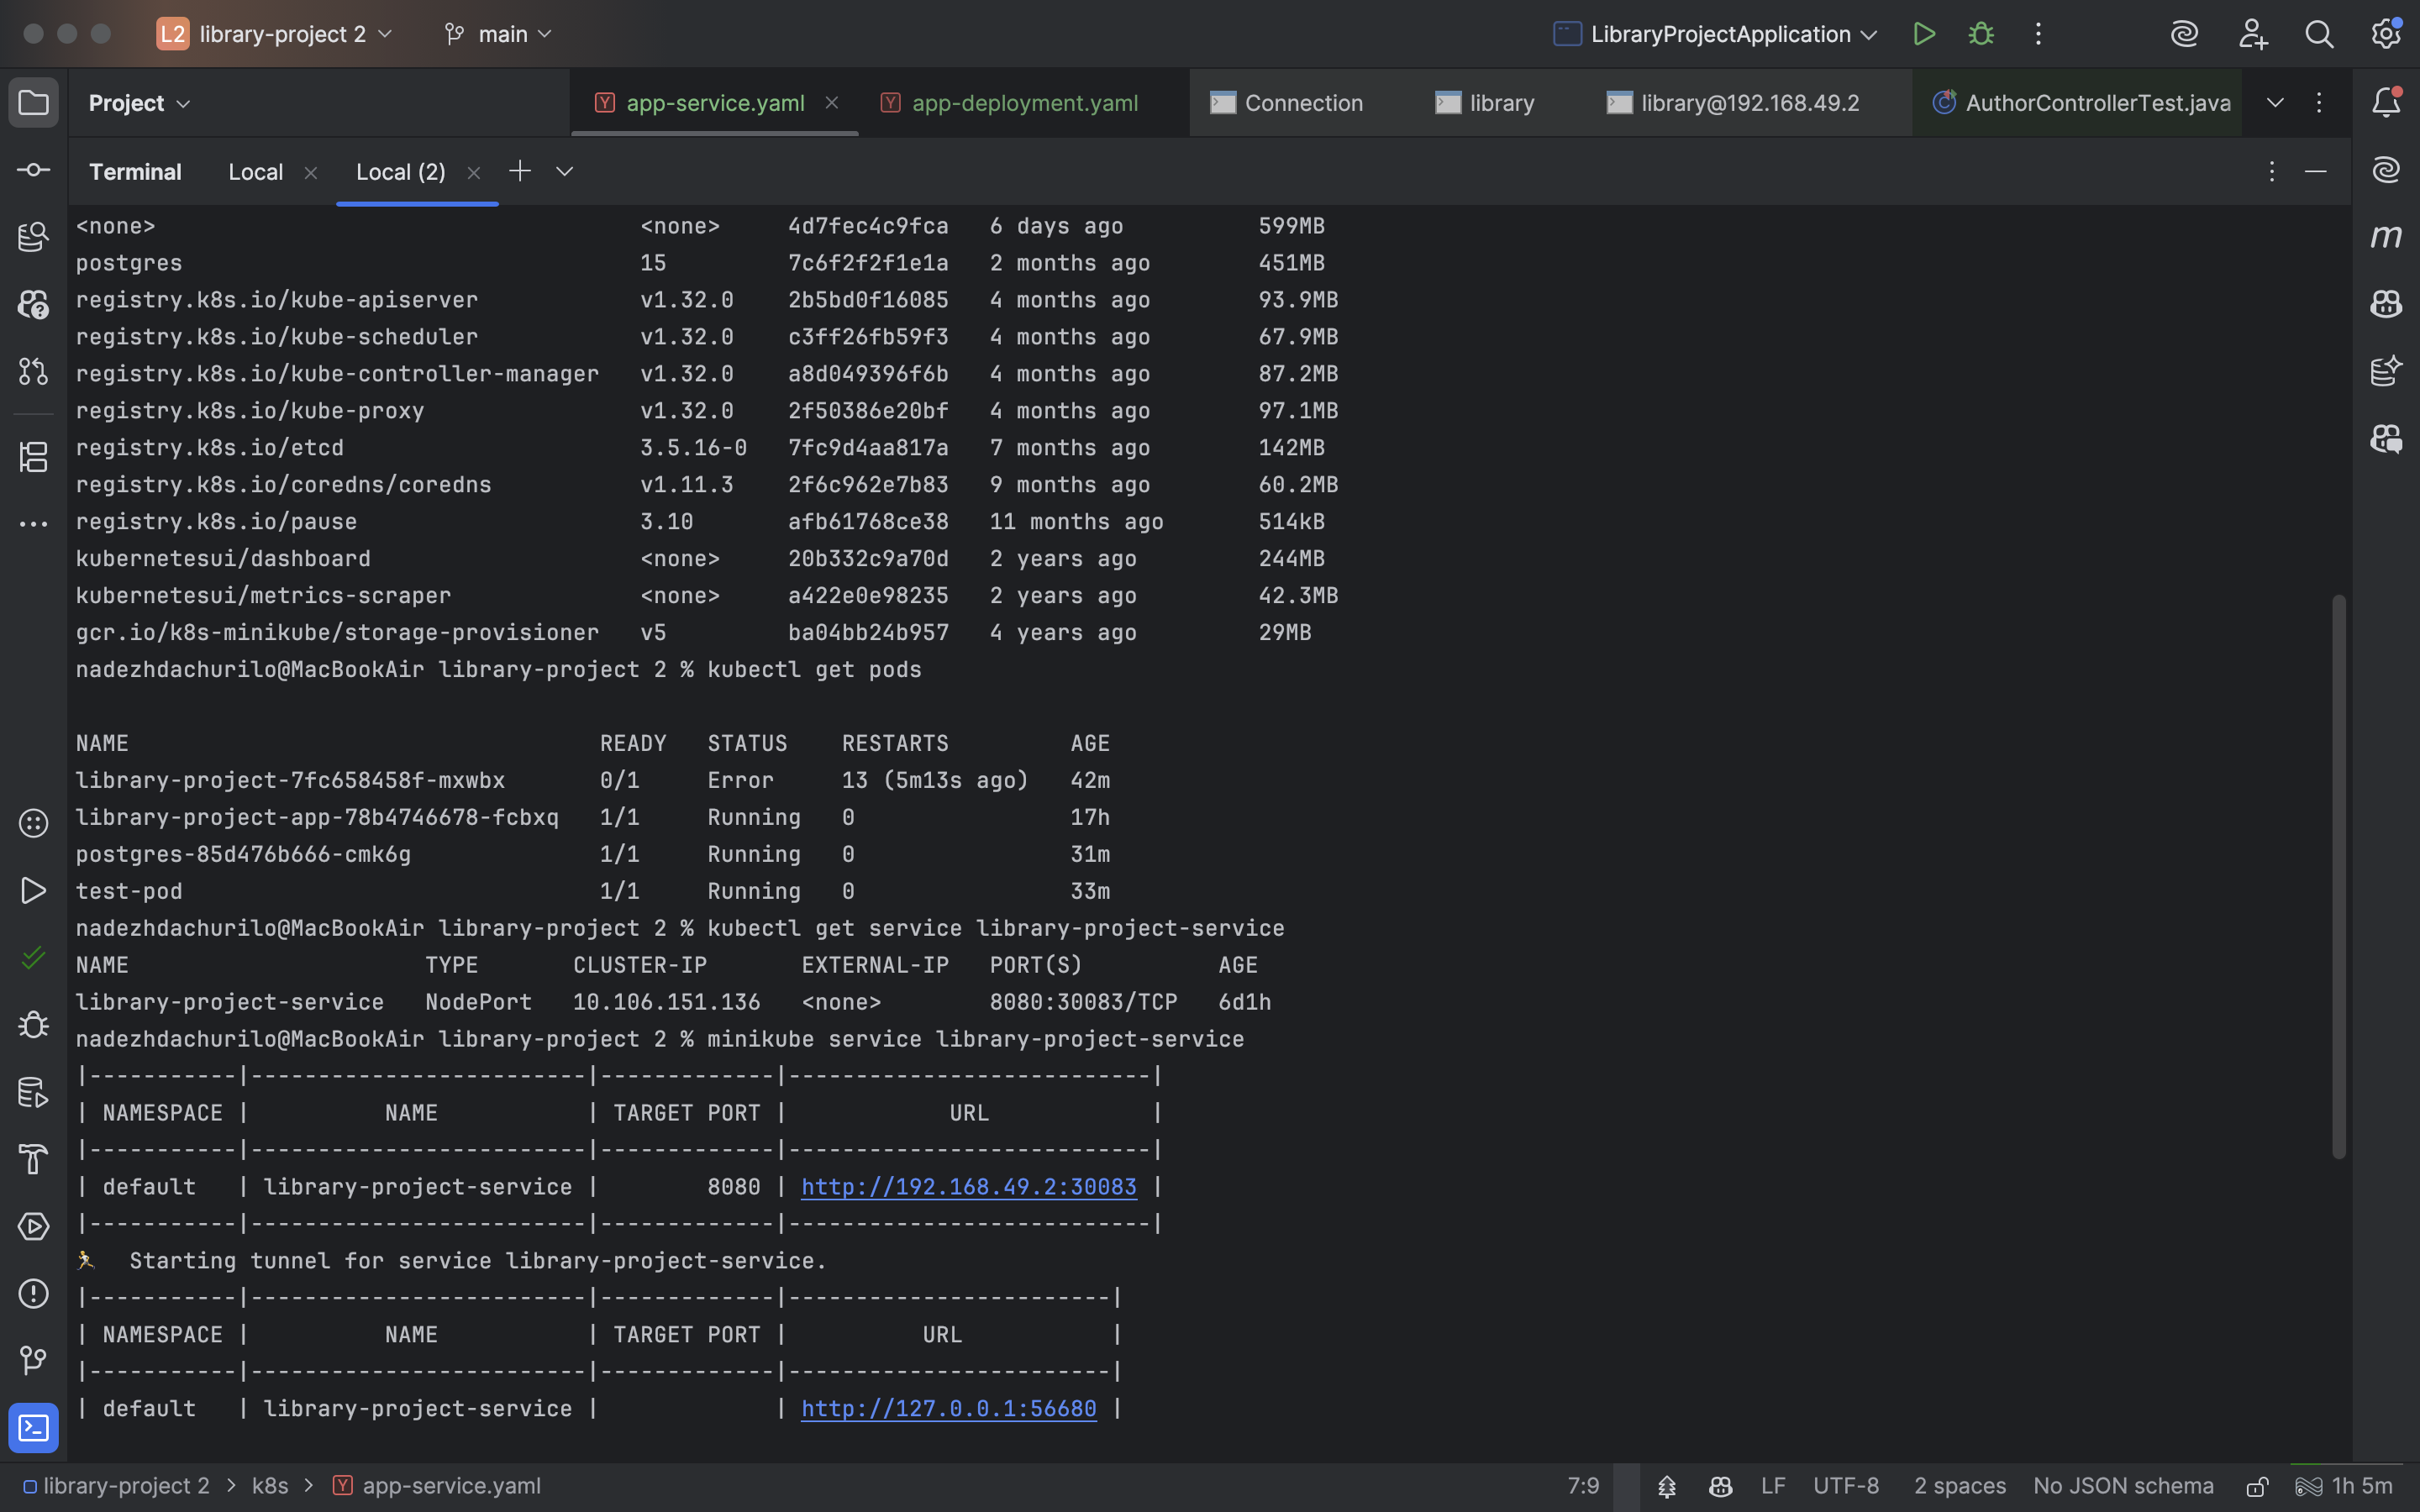 L2 library-project 2 main LibraryProjectApplication
Project app-service.yaml app-deployment.yaml Connection library library@192.168.49.2 AuthorControllerTest.java
Terminal Local Local (2)
<none> <none> 4d7fec4c9fca 6 days ago 599MB
postgres 15 7c6f2f2f1e1a 2 months ago 451MB
registry.k8s.io/kube-apiserver v1.32.0 2b5bd0f16085 4 months ago 93.9MB
registry.k8s.io/kube-scheduler v1.32.0 c3ff26fb59f3 4 months ago 67.9MB
registry.k8s.io/kube-controller-manager v1.32.0 a8d049396f6b 4 months ago 87.2MB
registry.k8s.io/kube-proxy v1.32.0 2f50386e20bf 4 months ago 97.1MB
registry.k8s.io/etcd 3.5.16-0 7fc9d4aa817a 7 months ago 142MB
registry.k8s.io/coredns/coredns v1.11.3 2f6c962e7b83 9 months ago 60.2MB
registry.k8s.io/pause 3.10 afb61768ce38 11 months ago 514kB
kubernetesui/dashboard <none> 20b332c9a70d 2 years ago 244MB
kubernetesui/metrics-scraper <none> a422e0e98235 2 years ago 42.3MB
gcr.io/k8s-minikube/storage-provisioner v5 ba04bb24b957 4 years ago 29MB
nadezhdachurilo@MacBookAir library-project 2 % kubectl get pods
NAME READY STATUS RESTARTS AGE
library-project-7fc658458f-mxwbx 0/1 Error 13 (5m13s ago) 42m
library-project-app-78b4746678-fcbxq 1/1 Running 0 17h
postgres-85d476b666-cmk6g 1/1 Running 0 31m
test-pod 1/1 Running 0 33m
nadezhdachurilo@MacBookAir library-project 2 % kubectl get service library-project-service
NAME TYPE CLUSTER-IP EXTERNAL-IP PORT(S) AGE
library-project-service NodePort 10.106.151.136 <none> 8080:30083/TCP 6d1h
nadezhdachurilo@MacBookAir library-project 2 % minikube service library-project-service
|-----------|-------------------------|-------------|---------------------------|
| NAMESPACE | NAME | TARGET PORT | URL |
|-----------|-------------------------|-------------|---------------------------|
| default | library-project-service | 8080 | http://192.168.49.2:30083 |
|-----------|-------------------------|-------------|---------------------------|
🏃 Starting tunnel for service library-project-service.
|-----------|-------------------------|-------------|------------------------|
| NAMESPACE | NAME | TARGET PORT | URL |
|-----------|-------------------------|-------------|------------------------|
| default | library-project-service | | http://127.0.0.1:56680 |
library-project 2 > k8s > app-service.yaml 7:9 LF UTF-8 2 spaces No JSON schema 1h 5m